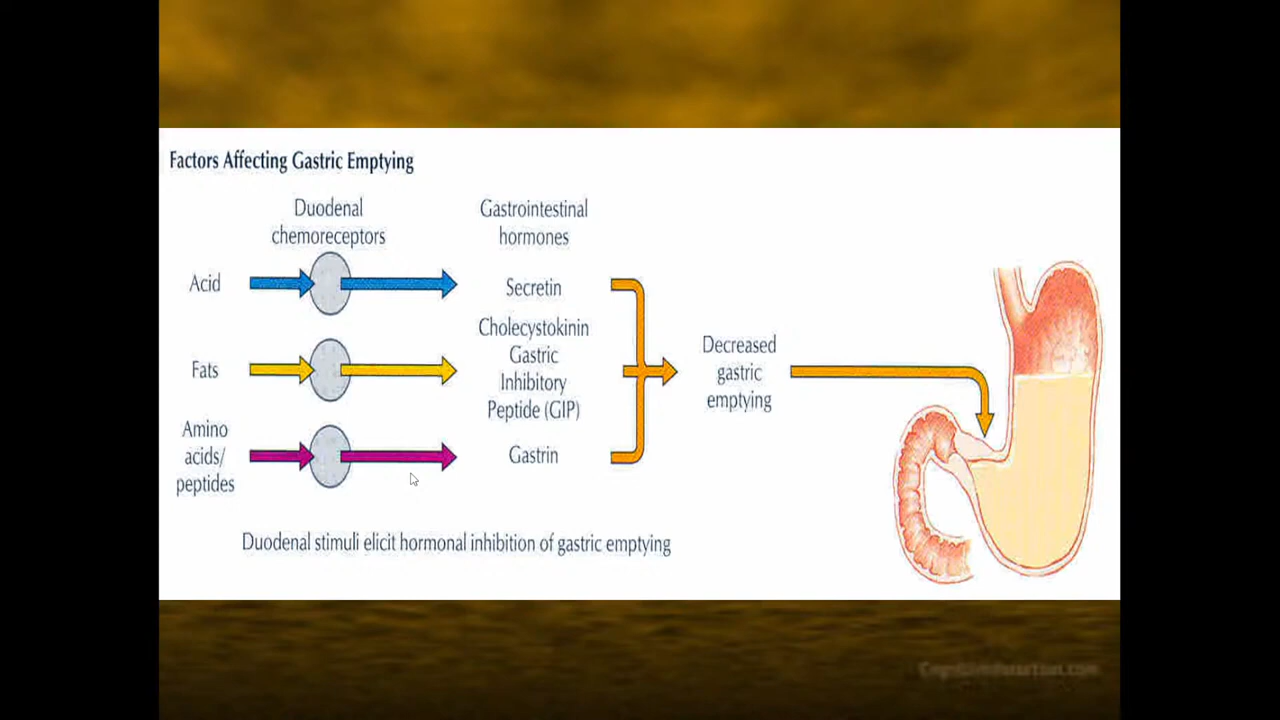 Factors Affecting Gastric Emptying
Duodenal
chemoreceptors
Gastrointestinal
hormones
Acid
Secretin
Fats
Cholecystokinin
Gastric
Inhibitory
Peptide (GIP)
Amino
acids/
peptides
Gastrin
Decreased
gastric
emptying
Duodenal stimuli elicit hormonal inhibition of gastric emptying